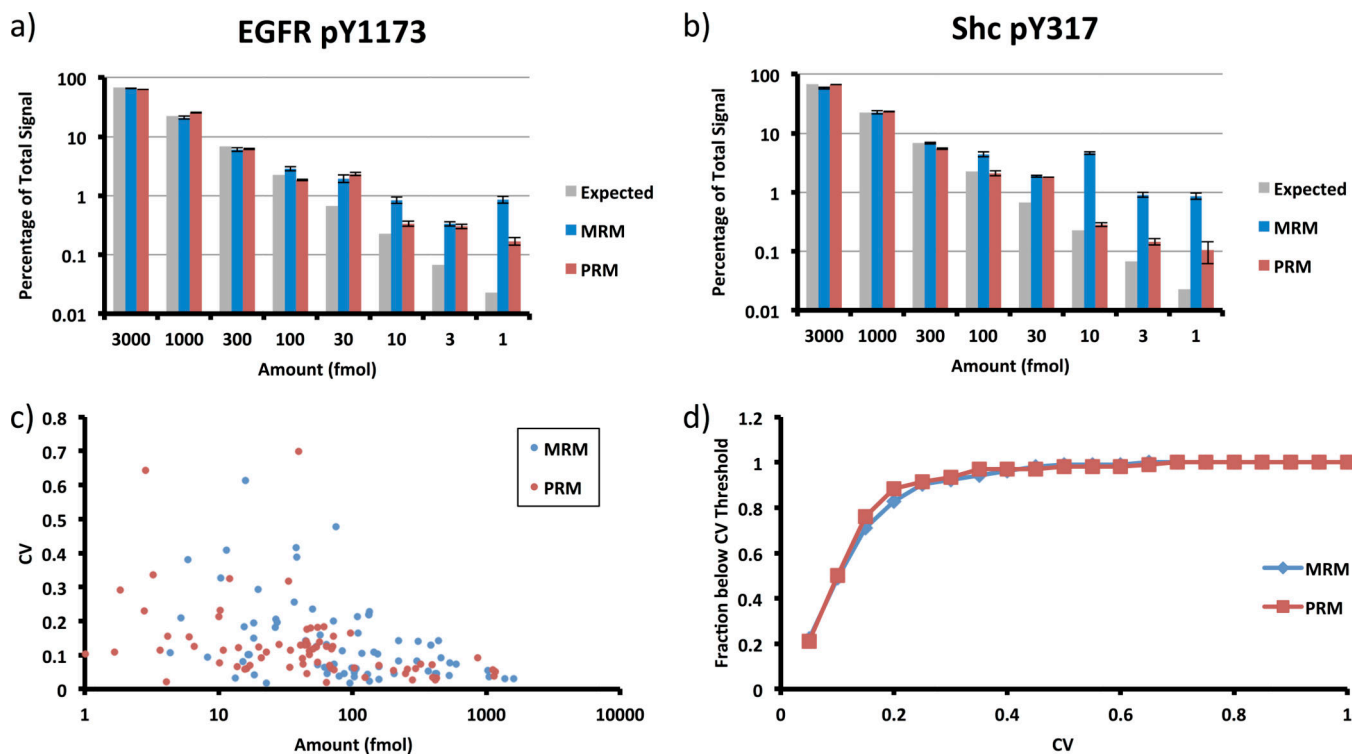 a)
EGFR pY1173
Percentage of Total Signal
100
10
1
0.1
0.01
3000 1000 300 100 30 10 3 1
Amount (fmol)
Expected
MRM
PRM
b)
Shc pY317
Percentage of Total Signal
100
10
1
0.1
0.01
3000 1000 300 100 30 10 3 1
Amount (fmol)
Expected
MRM
PRM
c)
CV
0.8
0.7
0.6
0.5
0.4
0.3
0.2
0.1
0
1 10 100 1000 10000
Amount (fmol)
MRM
PRM
d)
Fraction below CV Threshold
1.2
1
0.8
0.6
0.4
0.2
0
0 0.2 0.4 0.6 0.8 1
CV
MRM
PRM